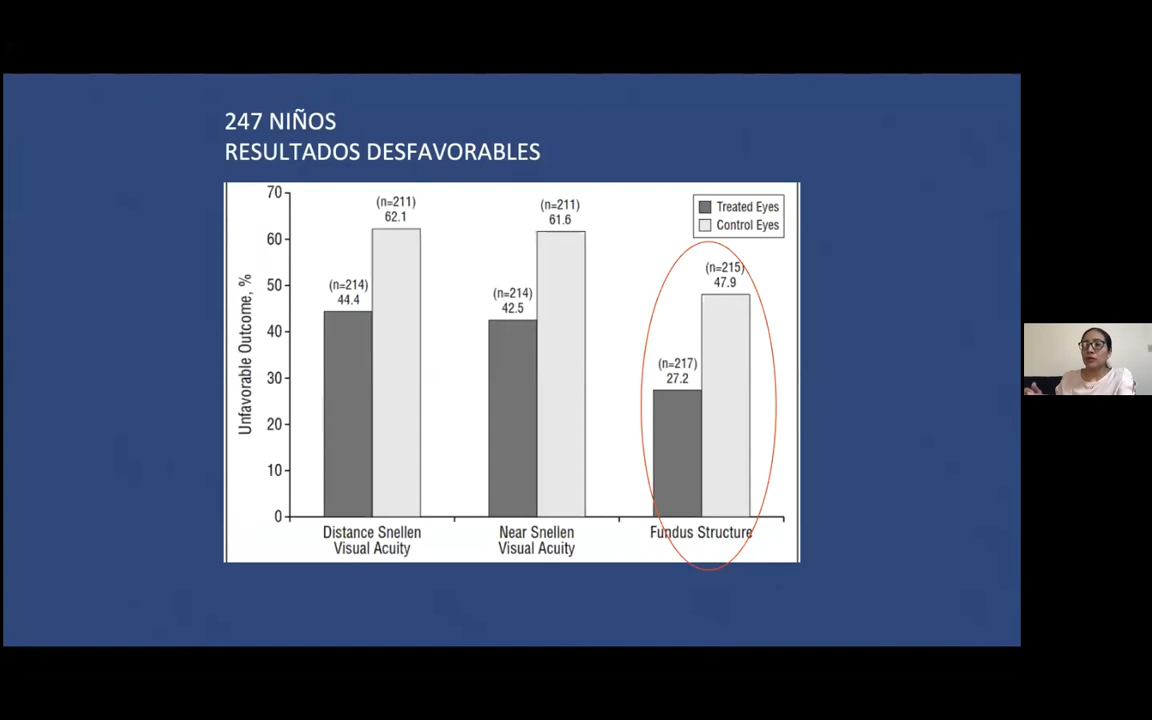 247 NIÑOS
RESULTADOS DESFAVORABLES
Unfavorable Outcome, %
70
60
50
40
30
20
10
0
(n=214)
44.4
(n=211)
62.1
(n=214)
42.5
(n=211)
61.6
(n=217)
27.2
(n=215)
47.9
Treated Eyes
Control Eyes
Distance Snellen
Visual Acuity
Near Snellen
Visual Acuity
Fundus Structure